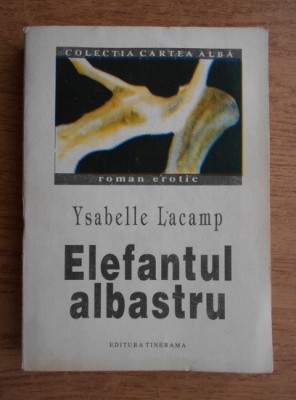 COLECTIA CARTEA ALBĂ
roman erotic
Ysabelle Lacamp
Elefantul
albastru
EDITURA TINERAMA